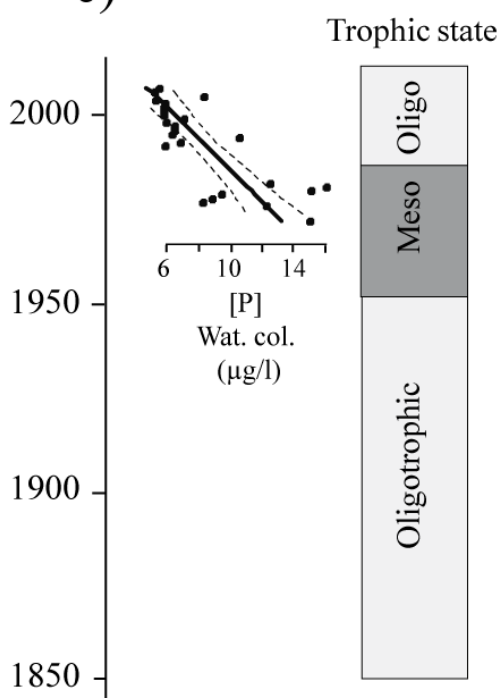 Trophic state
2000
1950
1900
1850
6 10 14
[P]
Wat. col.
(µg/l)
Oligo
Meso
Oligotrophic